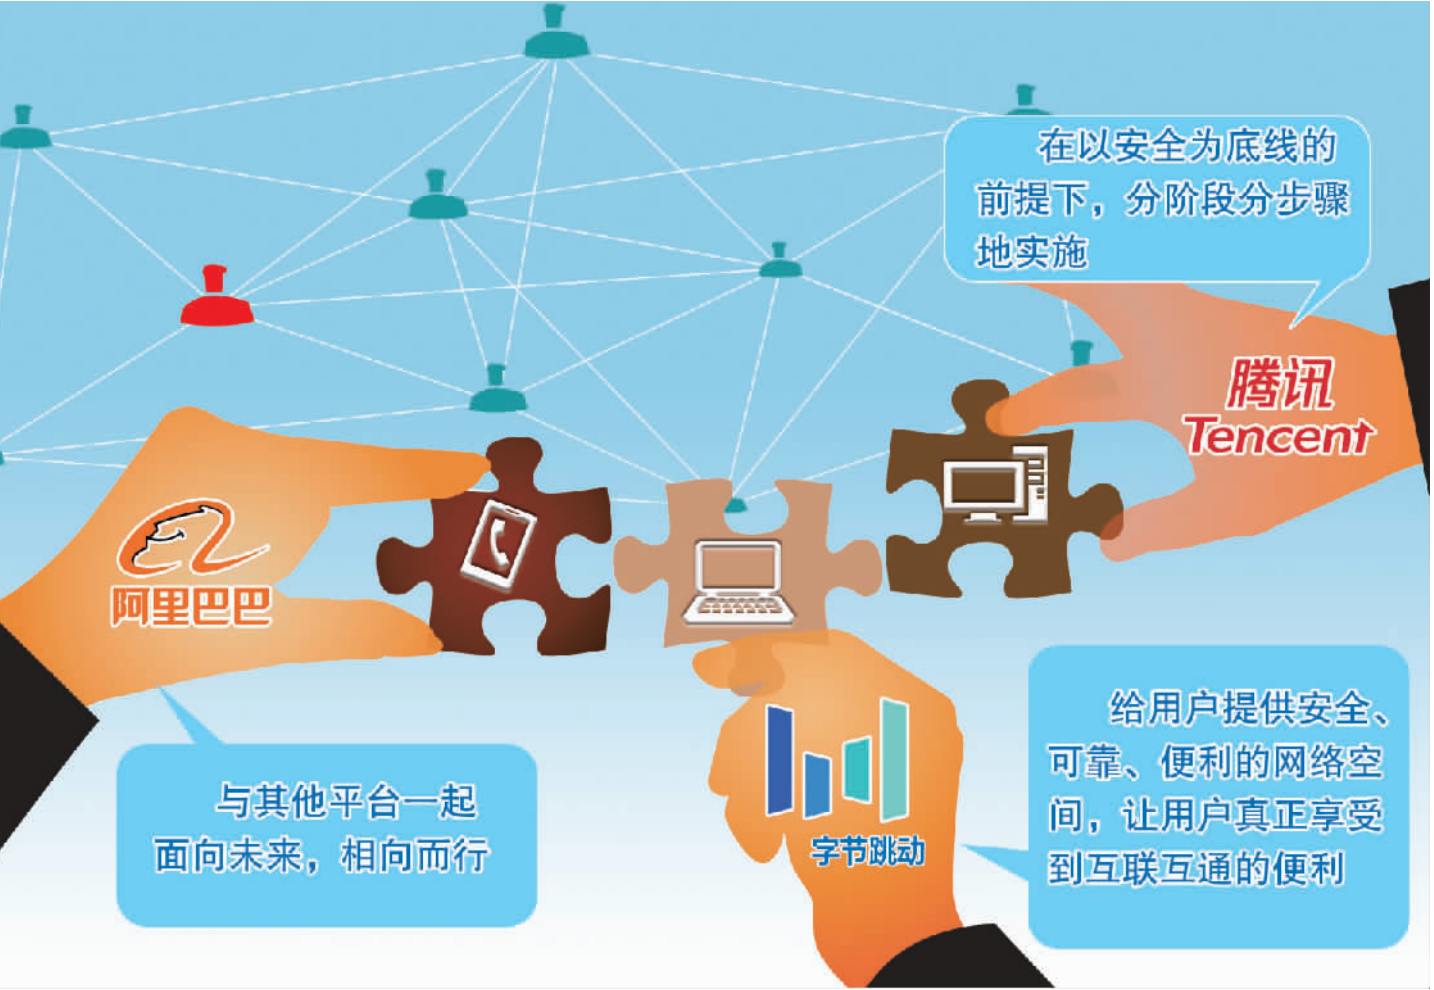 在以安全为底线的
前提下，分阶段分步骤
地实施
腾讯
Tencent
阿里巴巴
与其他平台一起
面向未来，相向而行
字节跳动
给用户提供安全、
可靠、便利的网络空
间，让用户真正享受
到互联互通的便利